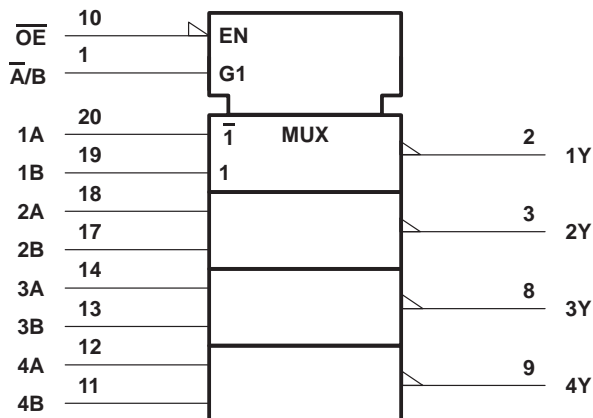 10
O̅E̅ EN
1
A̅/B G1
20
1A 1̅ MUX 2
19 1Y
1B 1
18
2A 3
17 2Y
2B
14
3A 8
13 3Y
3B
12
4A 9
11 4Y
4B